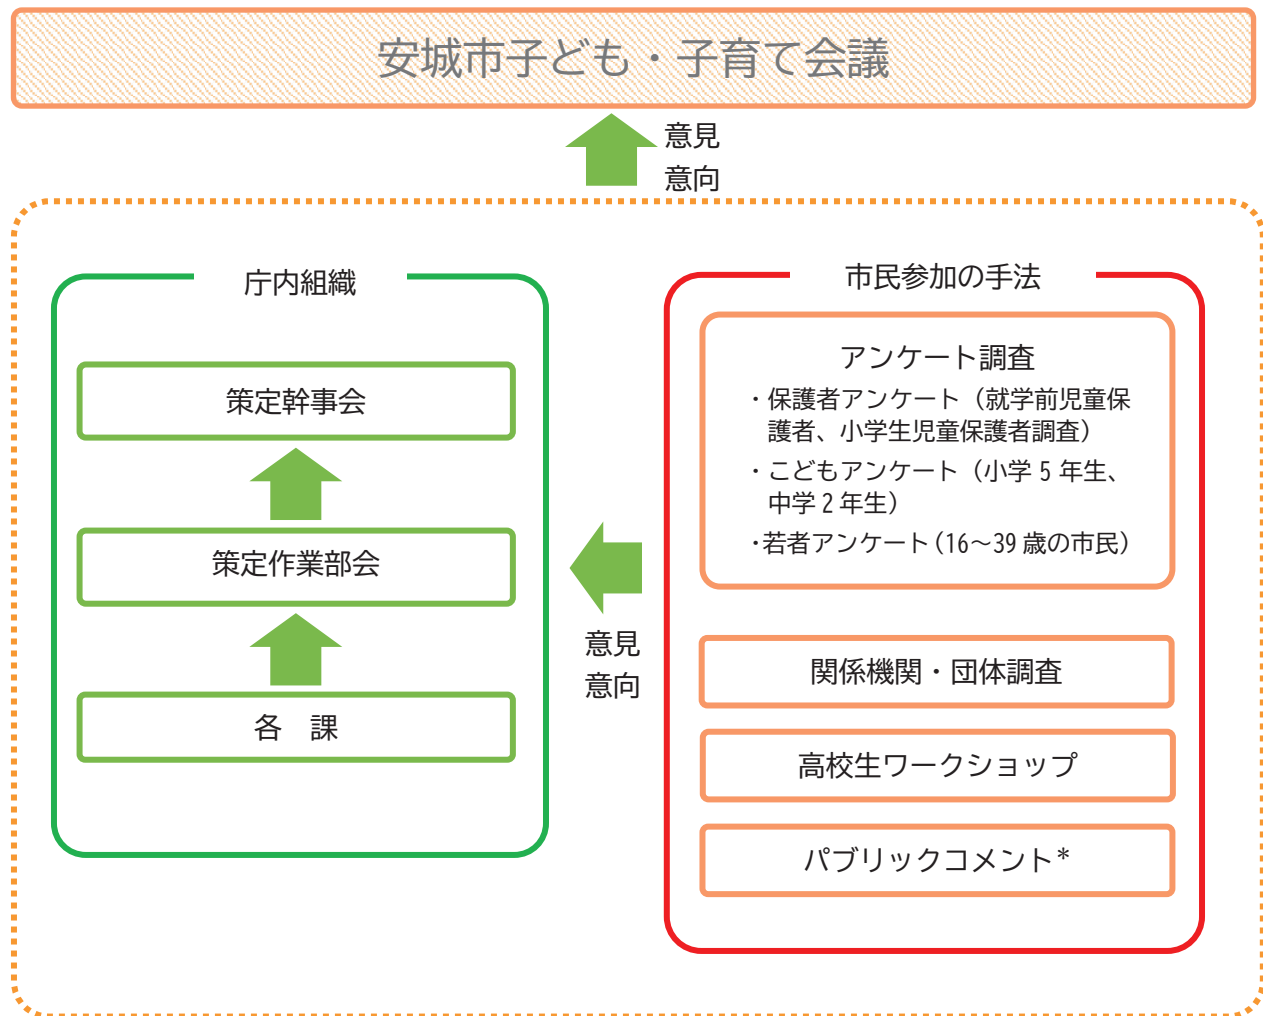 安城市子ども・子育て会議
意見
意向
庁内組織
策定幹事会
策定作業部会
各　課
意見
意向
市民参加の手法
アンケート調査
・保護者アンケート（就学前児童保
護者、小学生児童保護者調査）
・こどもアンケート（小学 5 年生、
中学 2 年生）
・若者アンケート（16～39 歳の市民）
関係機関・団体調査
高校生ワークショップ
パブリックコメント*